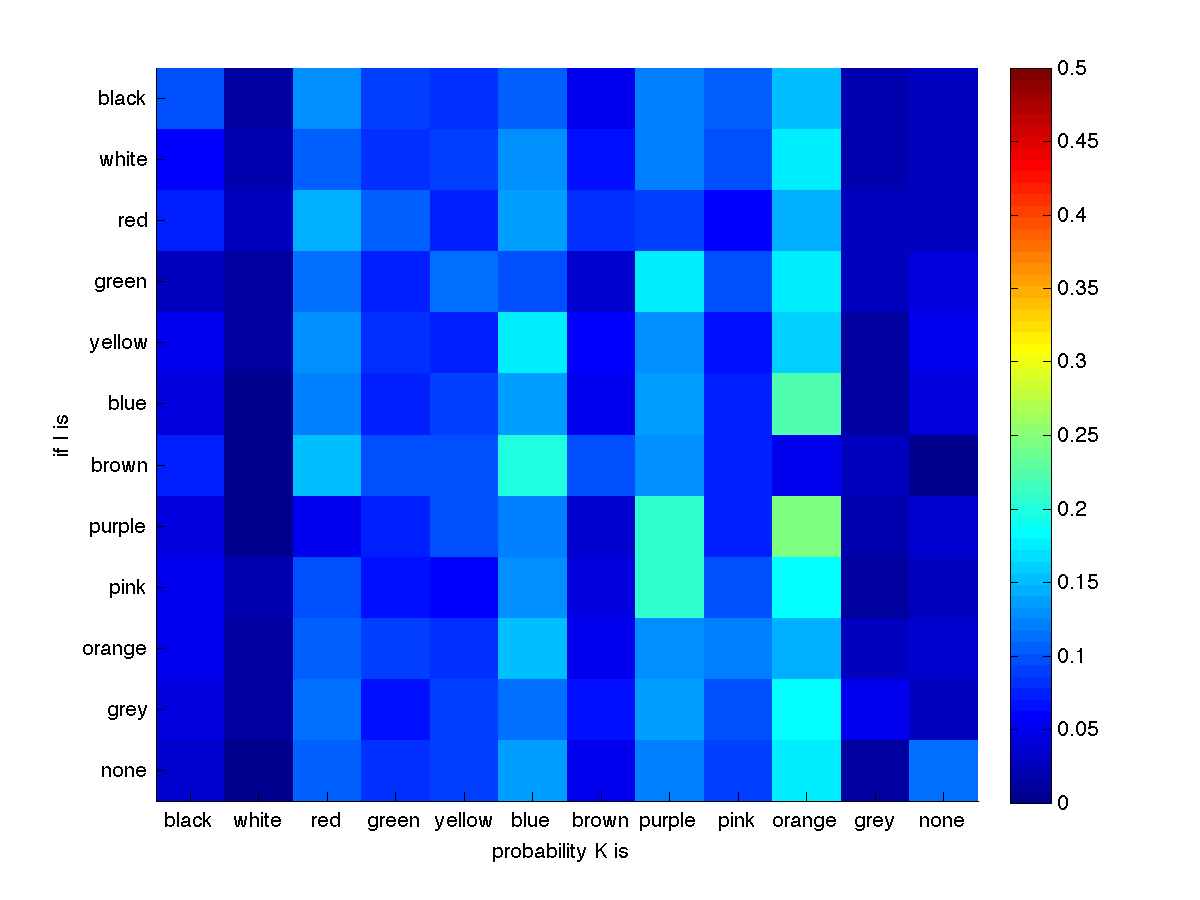 black
white
red
green
yellow
blue
brown
purple
pink
orange
grey
none
if I is
black white red green yellow blue brown purple pink orange grey none
probability K is
0.5
0.45
0.4
0.35
0.3
0.25
0.2
0.15
0.1
0.05
0